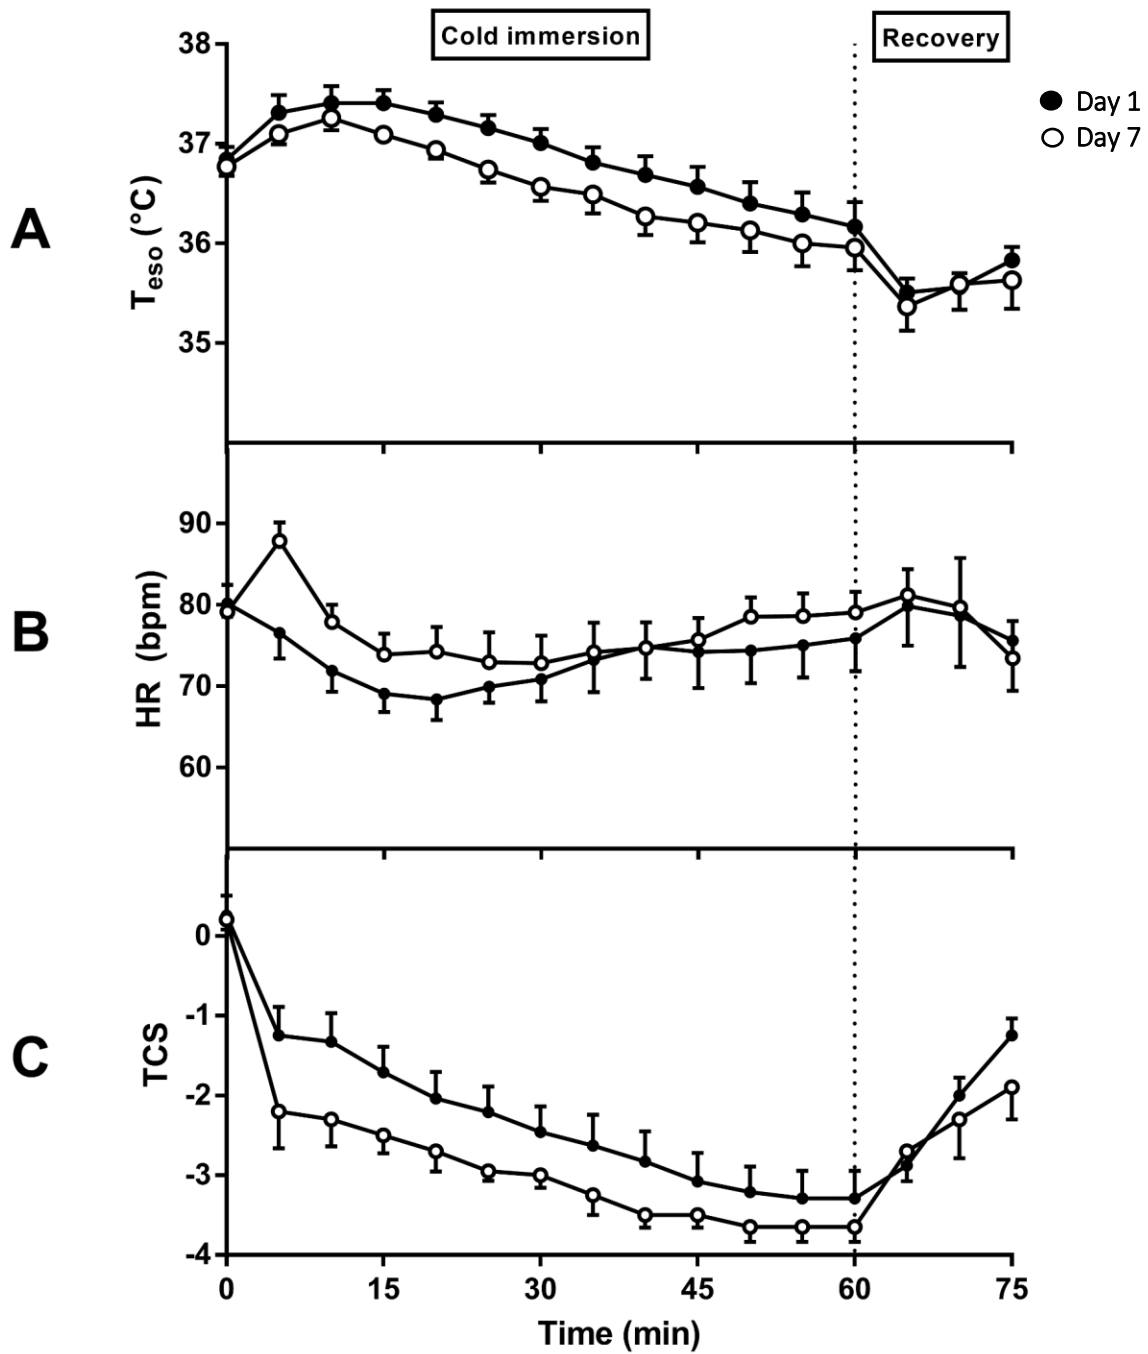 Cold immersion
Recovery
Day 1
Day 7
A
Teso (°C)
38
37
36
35
B
HR (bpm)
90
80
70
60
C
TCS
0
-1
-2
-3
-4
0 15 30 45 60 75
Time (min)